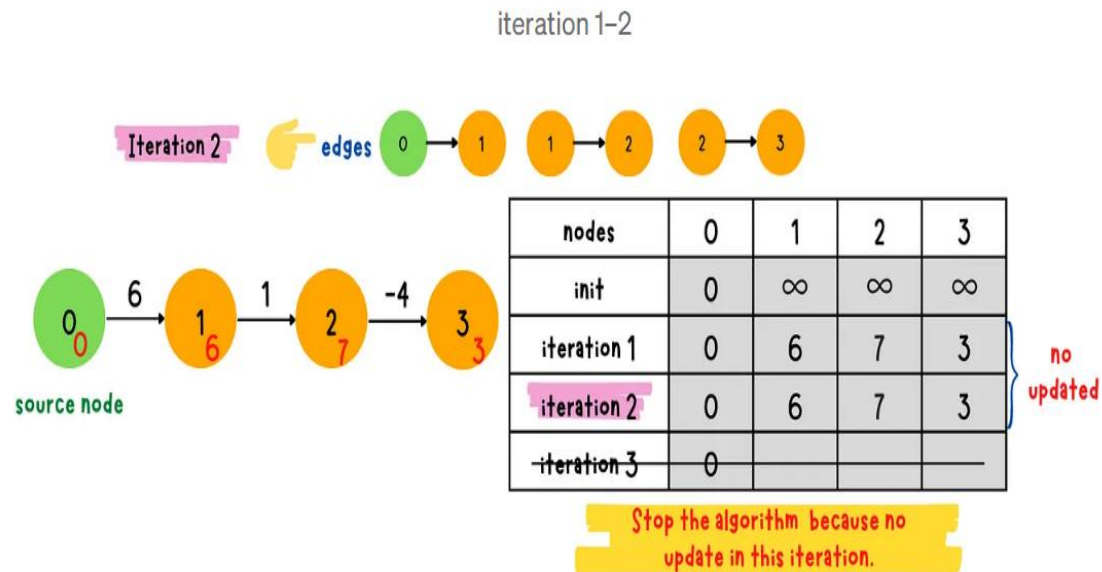 iteration 1–2
Iteration 2 edges 0 1 1 2 2 3
nodes 0 1 2 3
init 0 ∞ ∞ ∞
iteration 1 0 6 7 3
iteration 2 0 6 7 3
iteration 3 0
no
updated
6 1 -4
0 1 2 3
0 6 7 3
source node
Stop the algorithm because no
update in this iteration.